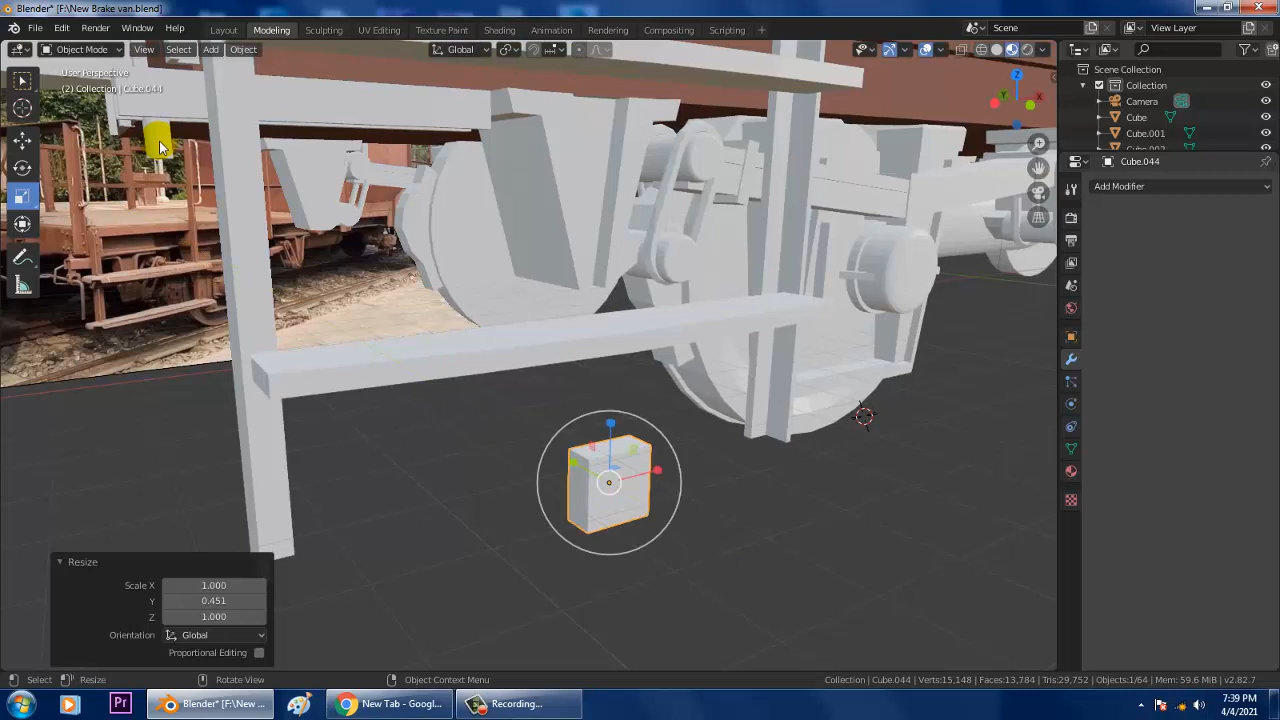 Blender* [F:\New Brake van.blend]
File Edit Render Window Help
Layout Modeling Sculpting UV Editing Texture Paint Shading Animation Rendering Compositing Scripting
Scene
View Layer
Object Mode View Select Add Object
Global
User Perspective
(2) Collection | Cube.044
Z
Y
X
Scene Collection
Collection
Camera
Cube
Cube.001
Cube.044
Add Modifier
Resize
Scale X 1.000
Y 0.451
Z 1.000
Orientation Global
Proportional Editing
Select Resize Rotate View Object Context Menu
Collection | Cube.044 | Verts:15,148 | Faces:13,784 | Tris:29,752 | Objects:1/64 | Mem: 59.6 MiB | v2.82.7
Pr
Blender* [F:\New ...
New Tab - Googl...
Recording...
7:39 PM
4/4/2021